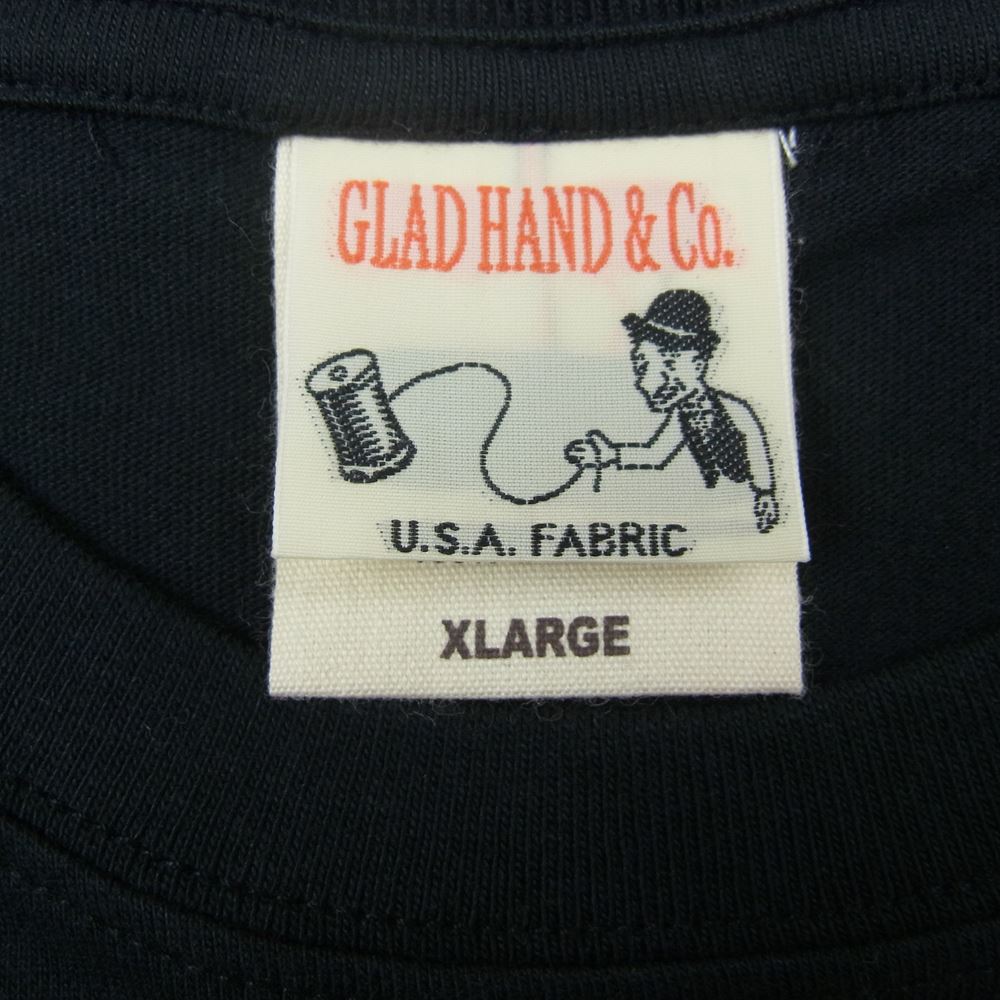 GLAD HAND & Co.
U.S.A. FABRIC
XLARGE